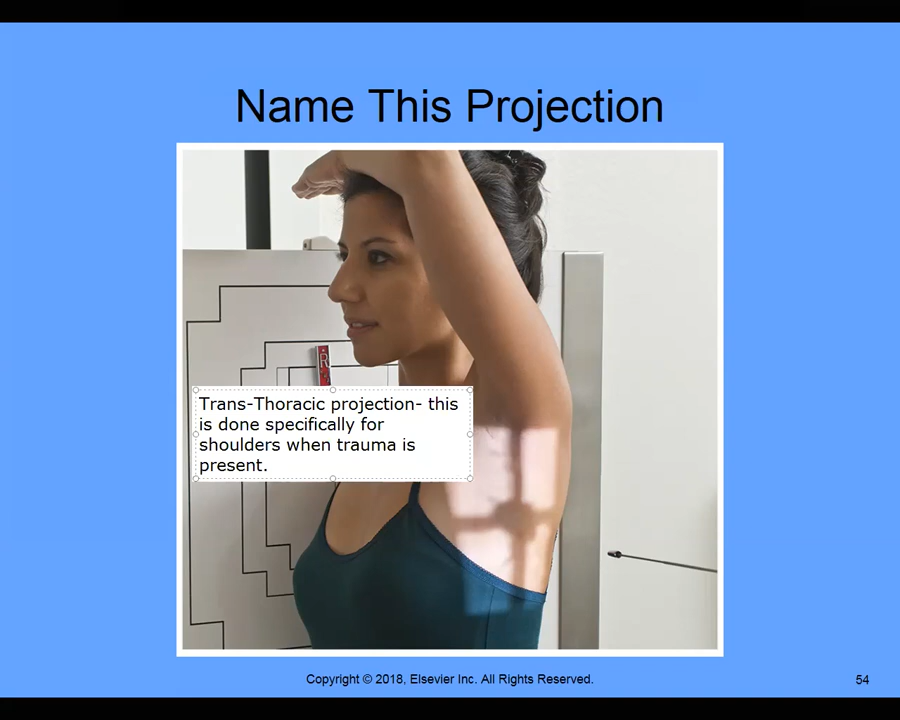 Name This Projection
R
Trans-Thoracic projection- this
is done specifically for
shoulders when trauma is
present.
Copyright © 2018, Elsevier Inc. All Rights Reserved.
54